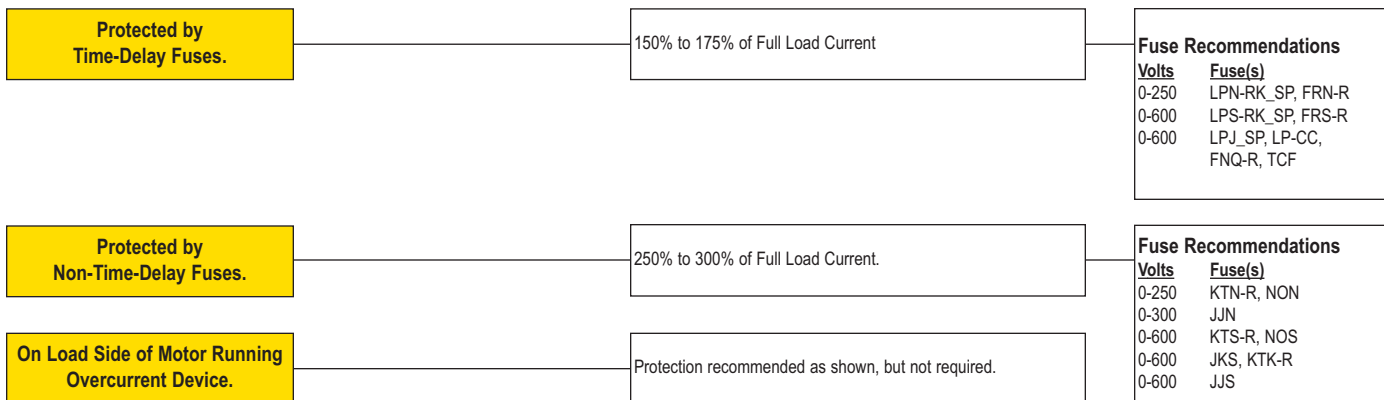 Protected by
Time-Delay Fuses.
150% to 175% of Full Load Current
Fuse Recommendations
Volts Fuse(s)
0-250 LPN-RK_SP, FRN-R
0-600 LPS-RK_SP, FRS-R
0-600 LPJ_SP, LP-CC,
FNQ-R, TCF
Protected by
Non-Time-Delay Fuses.
250% to 300% of Full Load Current.
Fuse Recommendations
Volts Fuse(s)
0-250 KTN-R, NON
0-300 JJN
0-600 KTS-R, NOS
0-600 JKS, KTK-R
0-600 JJS
On Load Side of Motor Running
Overcurrent Device.
Protection recommended as shown, but not required.